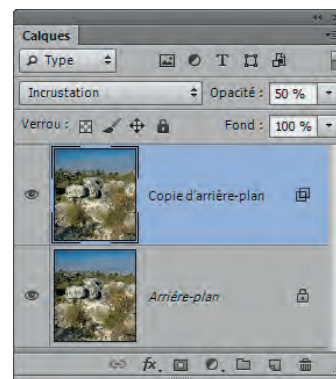 Calques
Type
Incrustation Opacité : 50 %
Verrou : Fond : 100 %
Copie d'arrière-plan
Arrière-plan
fx